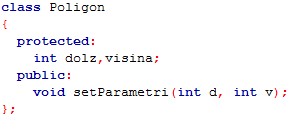 class Poligon
{
  protected:
    int dolz,visina;
  public:
    void setParametri(int d, int v);
};